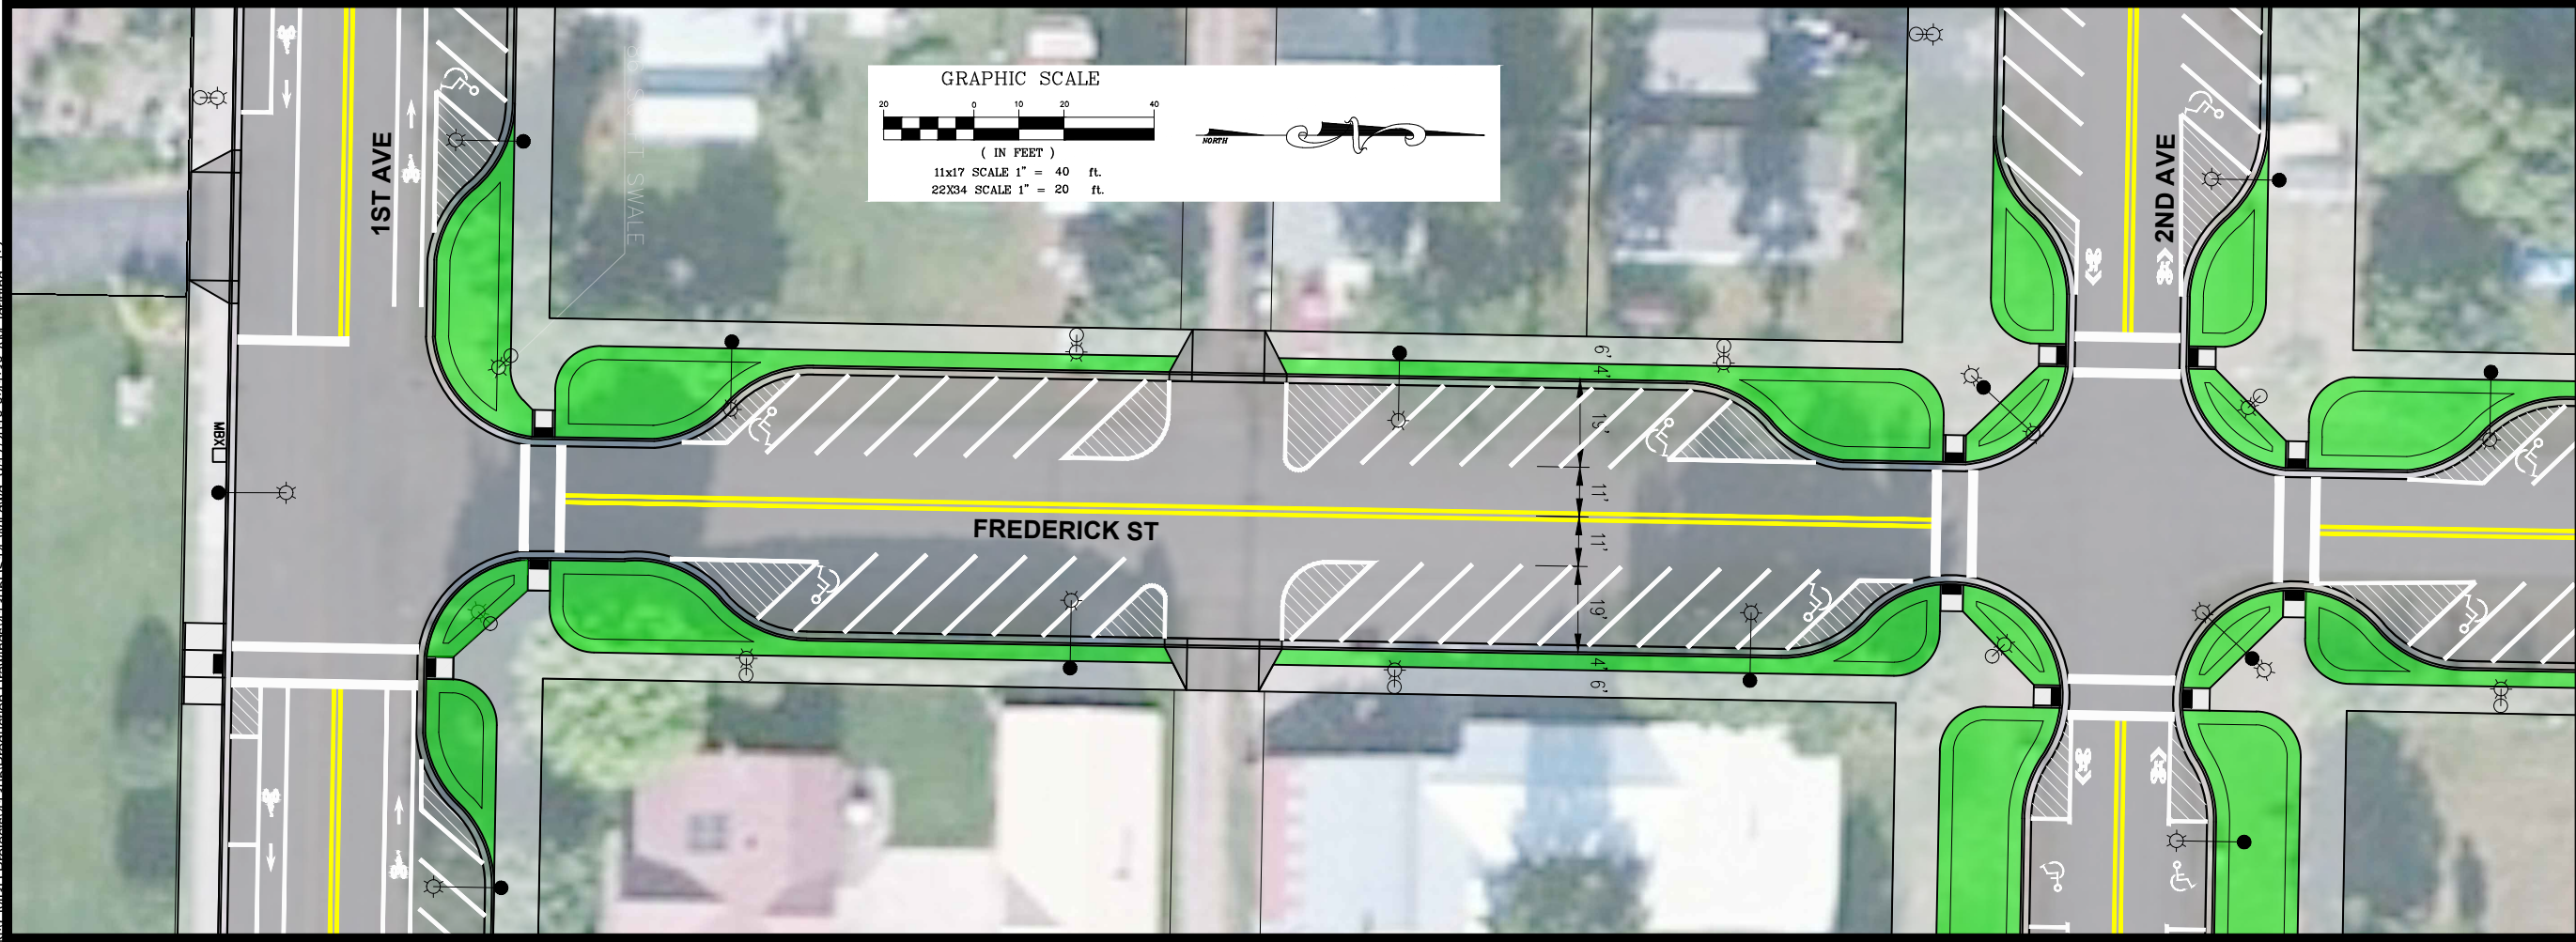 GRAPHIC SCALE
20 0 10 20 40
( IN FEET )
11x17 SCALE 1" = 40 ft.
22X34 SCALE 1" = 20 ft.
NORTH
1ST AVE
2ND AVE
SWALE
MBX
FREDERICK ST
6'
4'
19'
11'
11'
19'
4'
6'